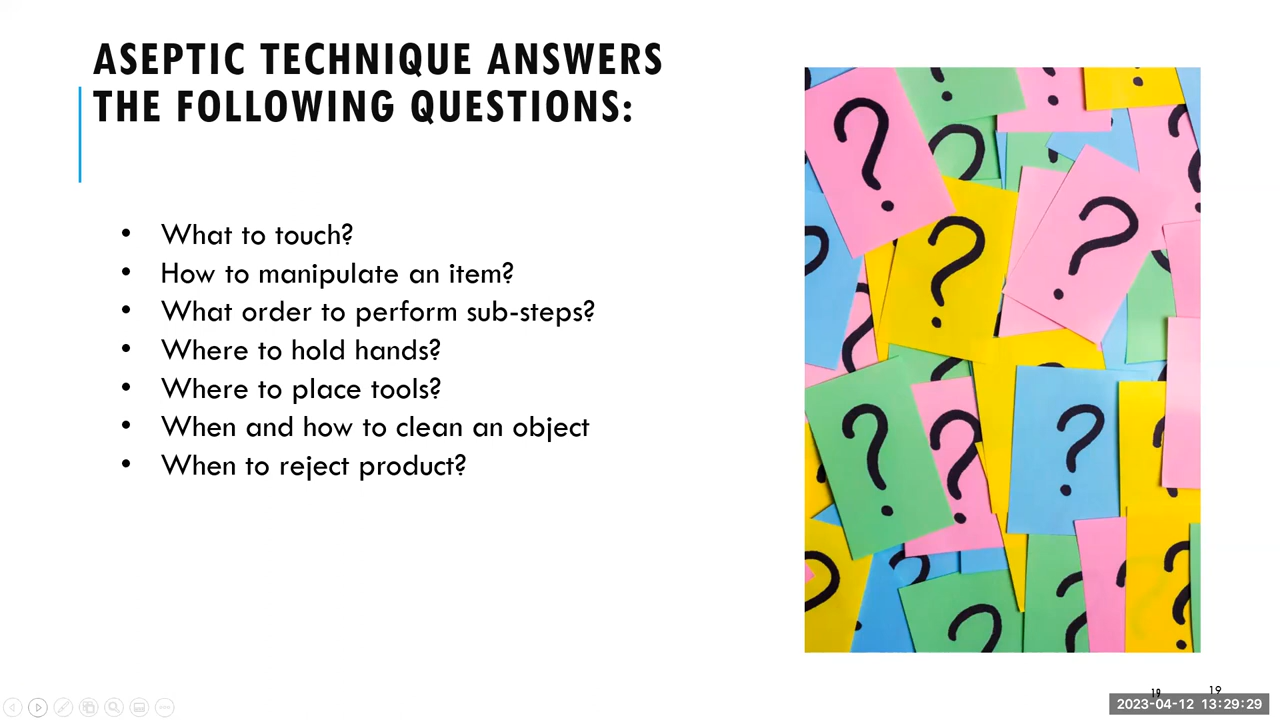 ASEPTIC TECHNIQUE ANSWERS
THE FOLLOWING QUESTIONS:
• What to touch?
• How to manipulate an item?
• What order to perform sub-steps?
• Where to hold hands?
• Where to place tools?
• When and how to clean an object
• When to reject product?
? ? ? ?
? ? ? ?
? ? ?
? ?
? ? ?
? ? ? ?
? ? ?
19 19
2023-04-12 13:29:29